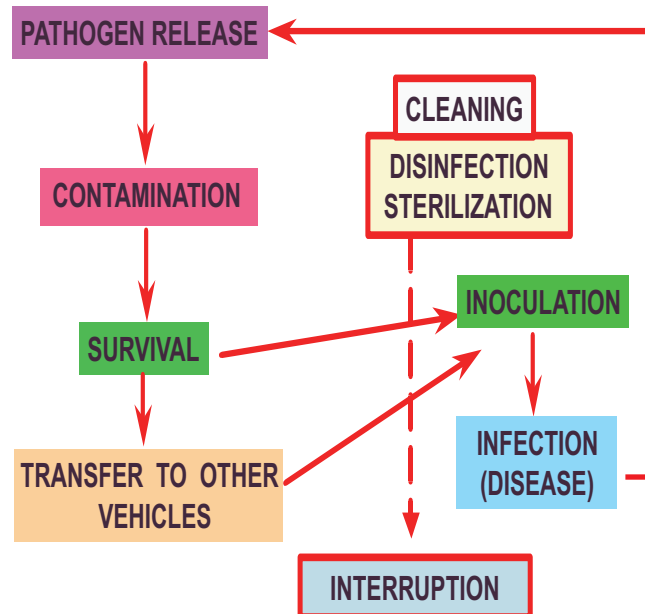 PATHOGEN RELEASE
CLEANING
DISINFECTION
STERILIZATION
CONTAMINATION
INOCULATION
SURVIVAL
INFECTION
(DISEASE)
TRANSFER TO OTHER
VEHICLES
INTERRUPTION